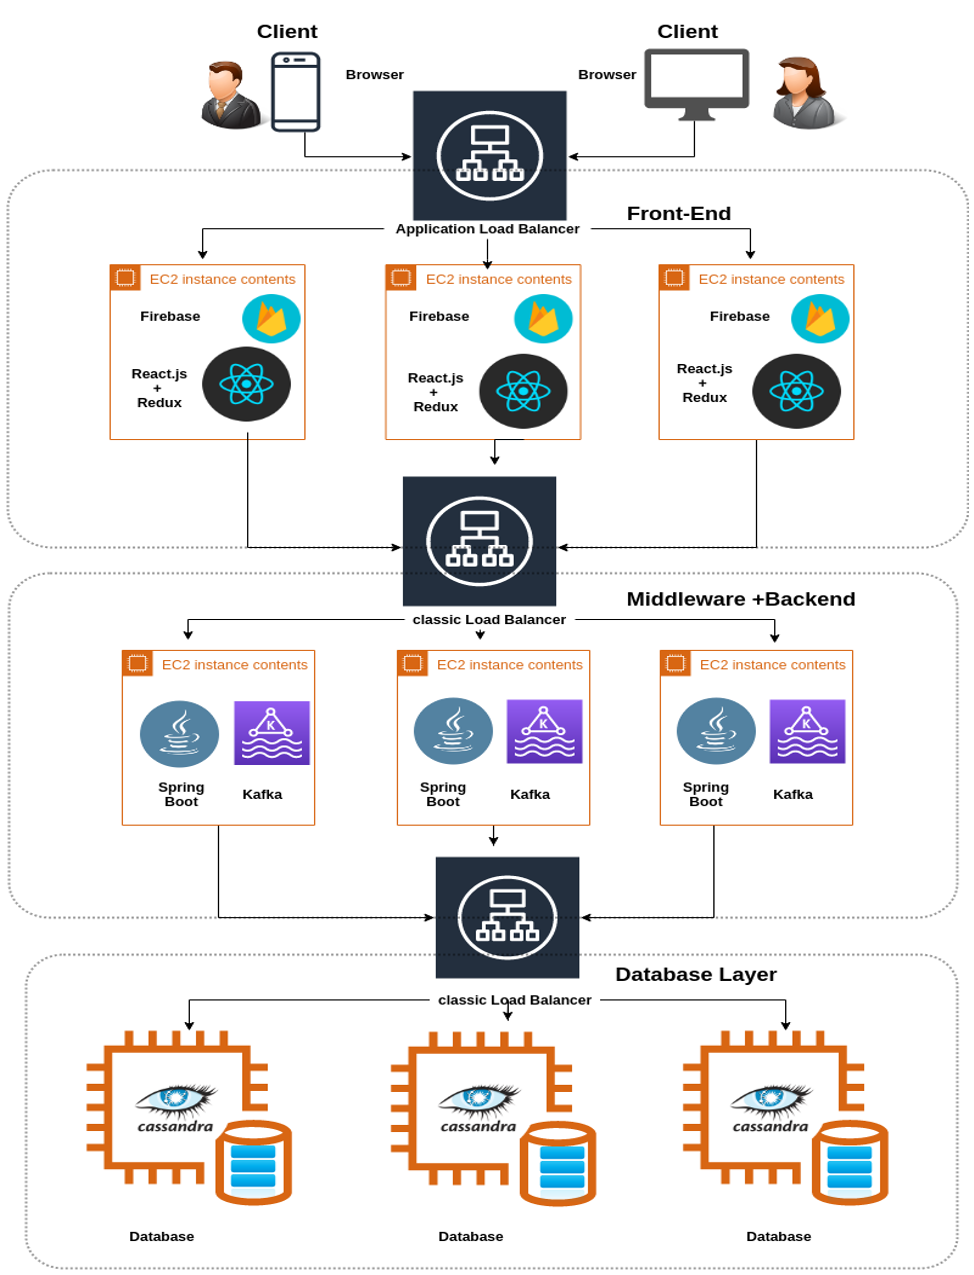 Client
Client
Browser
Browser
Front-End
Application Load Balancer
EC2 instance contents
EC2 instance contents
EC2 instance contents
Firebase
Firebase
Firebase
React.js
+
Redux
React.js
+
Redux
React.js
+
Redux
Middleware +Backend
classic Load Balancer
EC2 instance contents
EC2 instance contents
EC2 instance contents
K
K
K
Spring
Boot
Kafka
Spring
Boot
Kafka
Spring
Boot
Kafka
Database Layer
classic Load Balancer
cassandra
cassandra
cassandra
Database
Database
Database